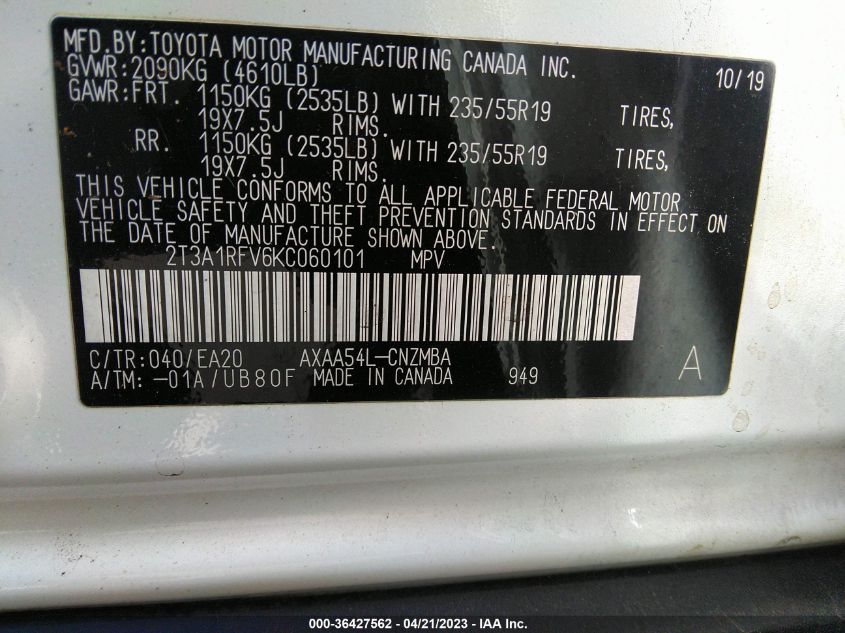 MFD.BY:TOYOTA MOTOR MANUFACTURING CANADA INC. 10/19
GVWR:2090KG (4610LB)
GAWR:FRT. 1150KG (2535LB) WITH 235/55R19 TIRES,
19X7.5J RIMS.
RR. 1150KG (2535LB) WITH 235/55R19 TIRES,
19X7.5J RIMS.
THIS VEHICLE CONFORMS TO ALL APPLICABLE FEDERAL MOTOR
VEHICLE SAFETY AND THEFT PREVENTION STANDARDS IN EFFECT ON
THE DATE OF MANUFACTURE SHOWN ABOVE.
2T3A1RFV6KC060101 MPV
C/TR:040/EA20 AXAA54L-CNZMBA
A/TM:-01A/UB80F MADE IN CANADA 949 A
000-36427562 - 04/21/2023 - IAA Inc.